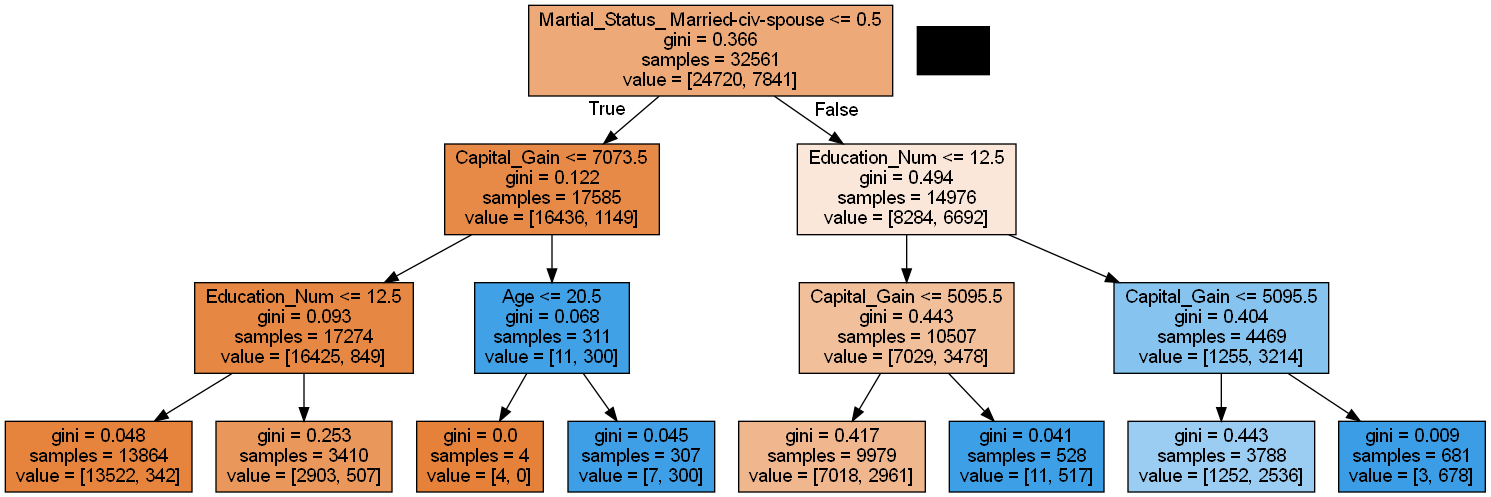 Martial_Status_ Married-civ-spouse <= 0.5
gini = 0.366
samples = 32561
value = [24720, 7841]
True
False
Capital_Gain <= 7073.5
gini = 0.122
samples = 17585
value = [16436, 1149]
Education_Num <= 12.5
gini = 0.494
samples = 14976
value = [8284, 6692]
Education_Num <= 12.5
gini = 0.093
samples = 17274
value = [16425, 849]
Age <= 20.5
gini = 0.068
samples = 311
value = [11, 300]
Capital_Gain <= 5095.5
gini = 0.443
samples = 10507
value = [7029, 3478]
Capital_Gain <= 5095.5
gini = 0.404
samples = 4469
value = [1255, 3214]
gini = 0.048
samples = 13864
value = [13522, 342]
gini = 0.253
samples = 3410
value = [2903, 507]
gini = 0.0
samples = 4
value = [4, 0]
gini = 0.045
samples = 307
value = [7, 300]
gini = 0.417
samples = 9979
value = [7018, 2961]
gini = 0.041
samples = 528
value = [11, 517]
gini = 0.443
samples = 3788
value = [1252, 2536]
gini = 0.009
samples = 681
value = [3, 678]